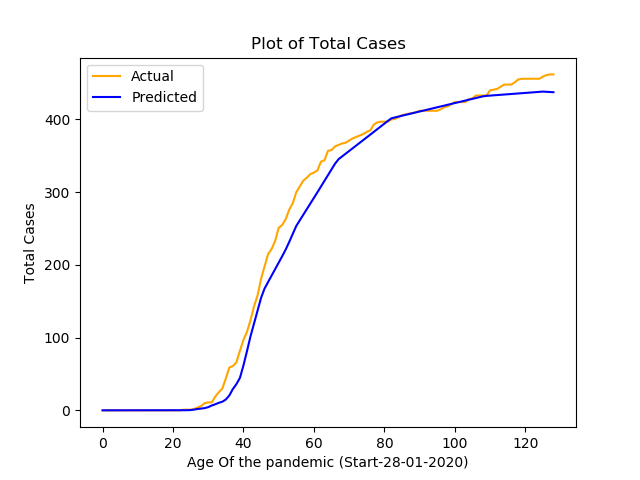 Plot of Total Cases
Actual
Predicted
400
300
200
100
0
Total Cases
0 20 40 60 80 100 120
Age Of the pandemic (Start-28-01-2020)